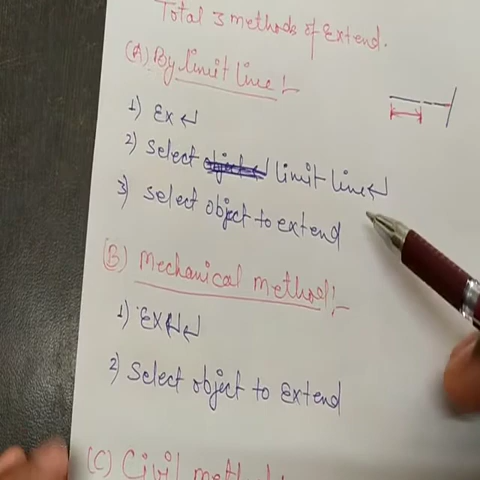 Total 3 methods of Extend.
(A) By limit line:-
1) Ex↵
2) Select limit line↵
3) Select object to extend
(B) Mechanical method:-
1) EX↵↵
2) Select object to Extend
(C) Civil method